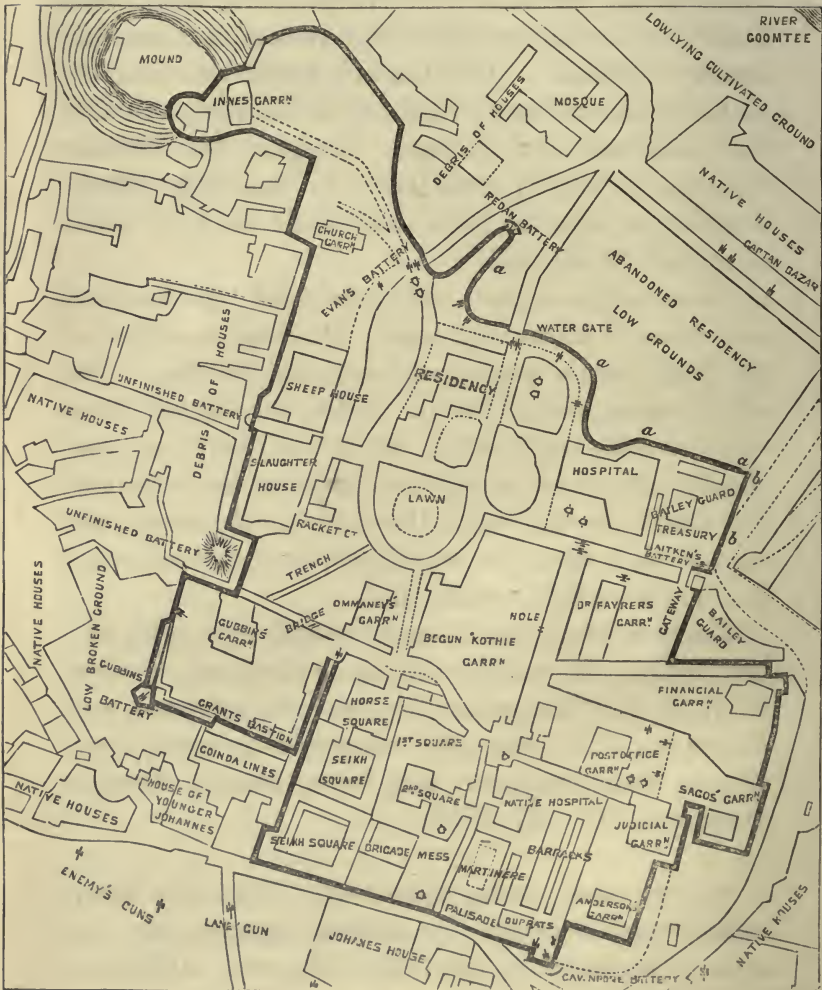 RIVER
GOOMTEE
LOW LYING CULTIVATED GROUND
MOUND
INNES GARRN
DEBRIS OF HOUSES
MOSQUE
NATIVE HOUSES
CAPTAN BAZAR
REDAN BATTERY
CHURCH
GARRN
EVAN'S BATTERY
a
ABANDONED RESIDENCY
LOW GROUNDS
WATER GATE
a
a
a
b
b
SHEEP HOUSE
RESIDENCY
UNFINISHED BATTERY
NATIVE HOUSES
DEBRIS OF HOUSES
SLAUGHTER
HOUSE
HOSPITAL
LAWN
BAILEY GUARD
TREASURY
AITKEN'S
BATTERY
RACKET CT
UNFINISHED BATTERY
TRENCH
NATIVE HOUSES
LOW BROKEN GROUND
GUBBINS'
GARRN
BRIDGE
OMMANEY'S
GARRN
HOLE
BEGUN KOTHIE
GARRN
DR FAYRERS
GARRN
GATEWAY
BAILEY
GUARD
GUBBINS
BATTERY
GRANTS BASTION
FINANCIAL
GARRN
HORSE
SQUARE
1ST SQUARE
GOINDA LINES
SEIKH
SQUARE
2ND SQUARE
POST OFFICE
GARRN
SAGOS' GARRN
NATIVE HOUSES
HOUSE OF
YOUNGER
JOHANNES
NATIVE HOSPITAL
JUDICIAL
GARRN
SEIKH SQUARE
BRIGADE
MESS
MARTINIERE
BARRACKS
ENEMY'S GUNS
PALISADE
DUPRATS
ANDERSONS
GARRN
LANE GUN
JOHANES HOUSE
CAWNPORE BATTERY
NATIVE HOUSES